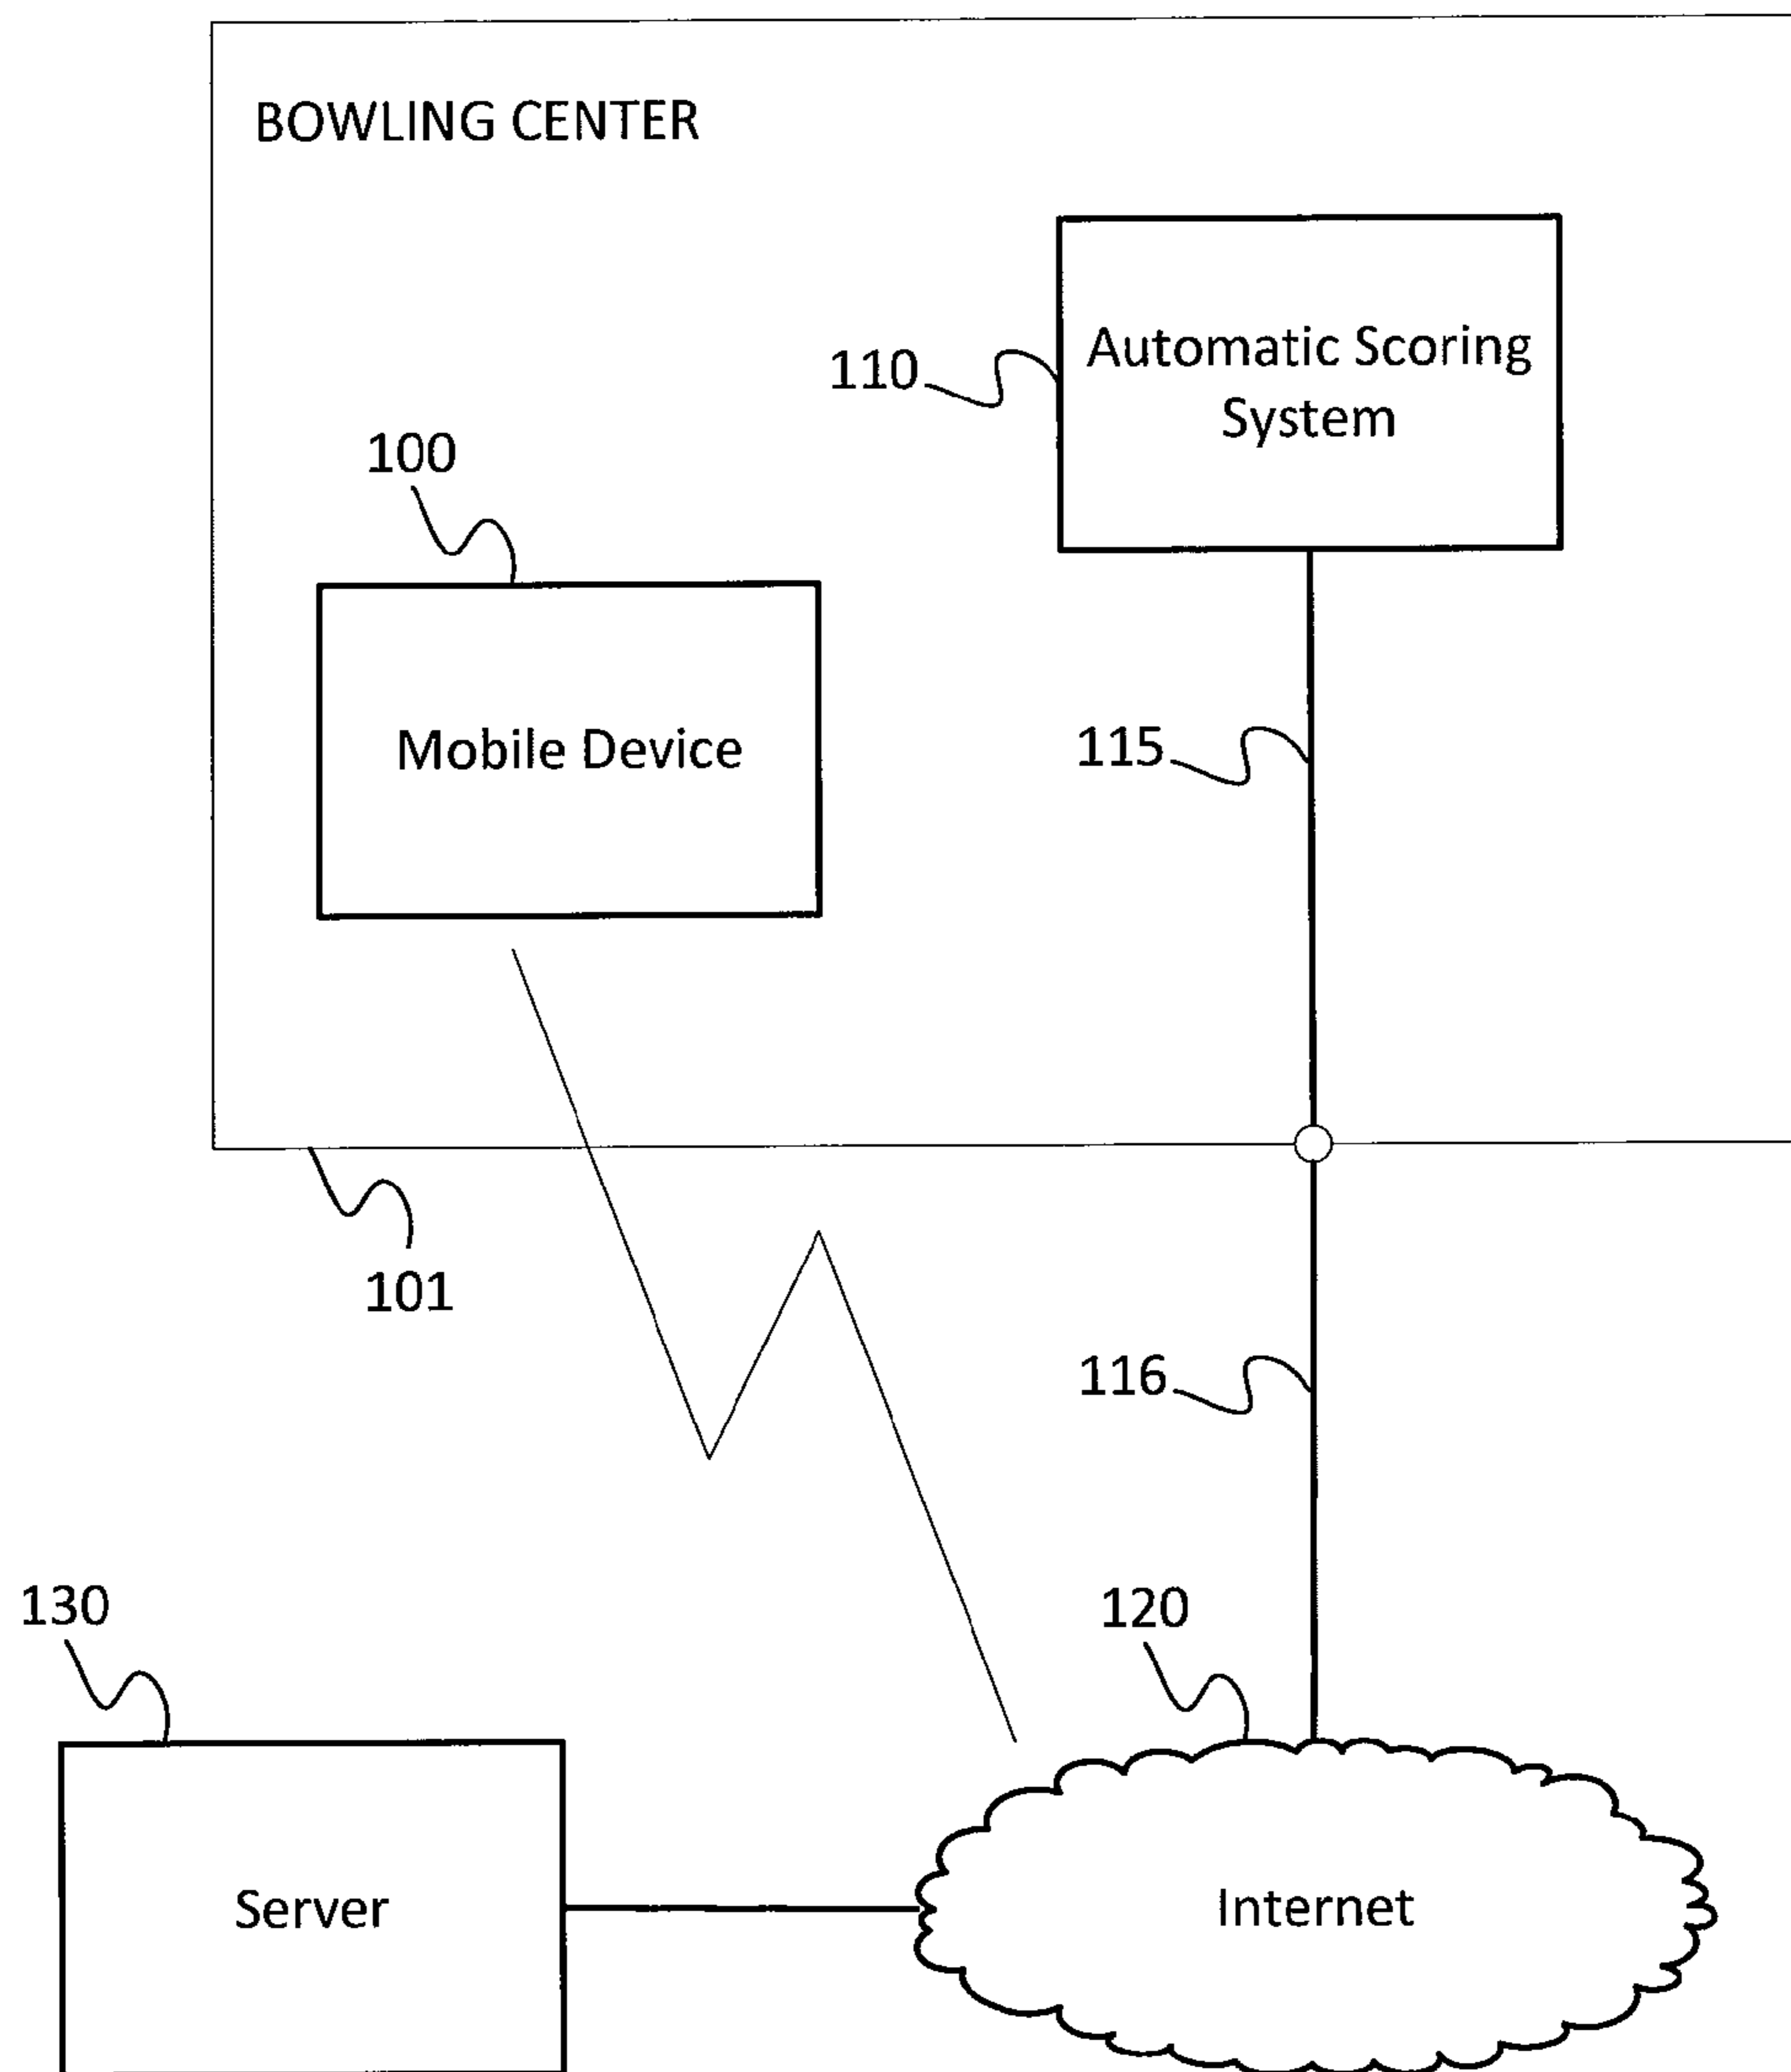 BOWLING CENTER
110
Automatic Scoring
System
100
Mobile Device
115
101
116
130
120
Server
Internet